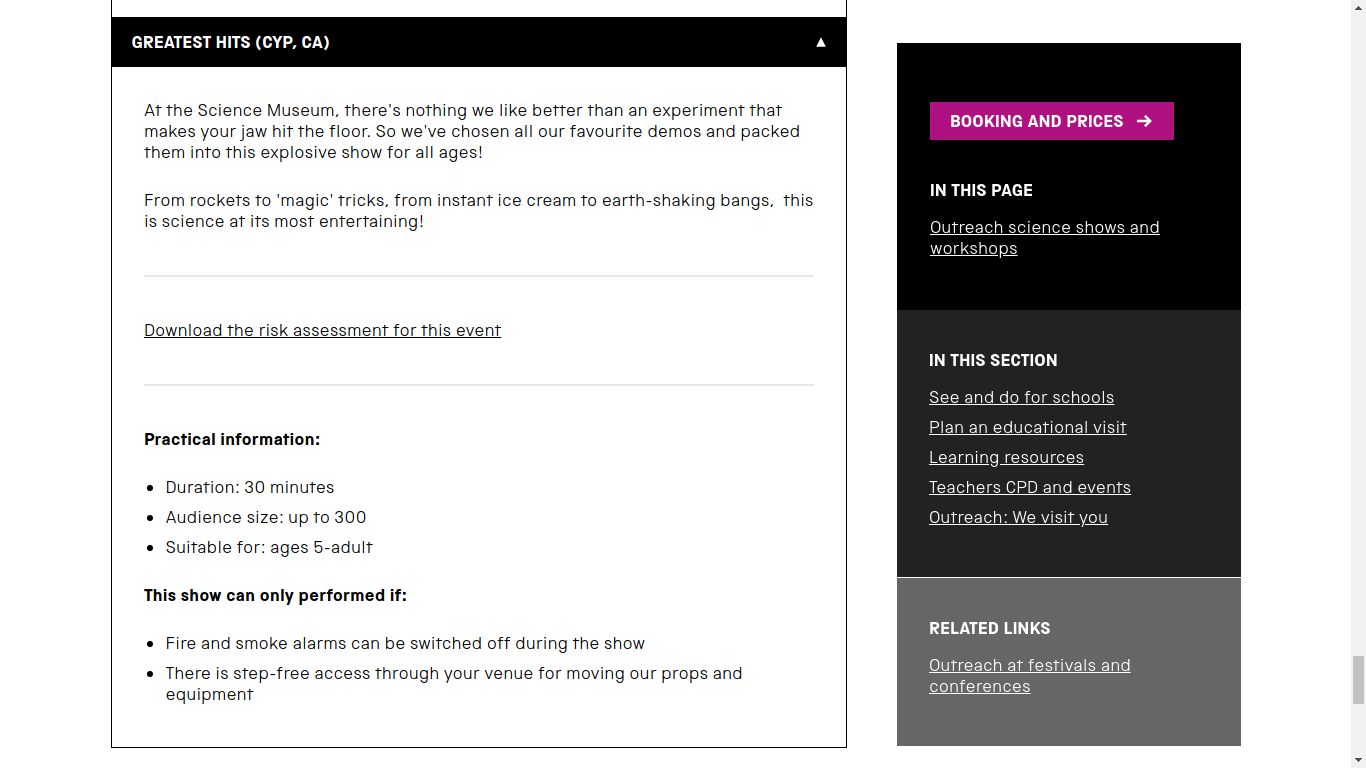 GREATEST HITS (CYP, CA) ▲
At the Science Museum, there's nothing we like better than an experiment that
makes your jaw hit the floor. So we've chosen all our favourite demos and packed
them into this explosive show for all ages!
From rockets to 'magic' tricks, from instant ice cream to earth-shaking bangs,  this
is science at its most entertaining!
Download the risk assessment for this event
Practical information:
• Duration: 30 minutes
• Audience size: up to 300
• Suitable for: ages 5-adult
This show can only performed if:
• Fire and smoke alarms can be switched off during the show
• There is step-free access through your venue for moving our props and
equipment
BOOKING AND PRICES →
IN THIS PAGE
Outreach science shows and
workshops
IN THIS SECTION
See and do for schools
Plan an educational visit
Learning resources
Teachers CPD and events
Outreach: We visit you
RELATED LINKS
Outreach at festivals and
conferences